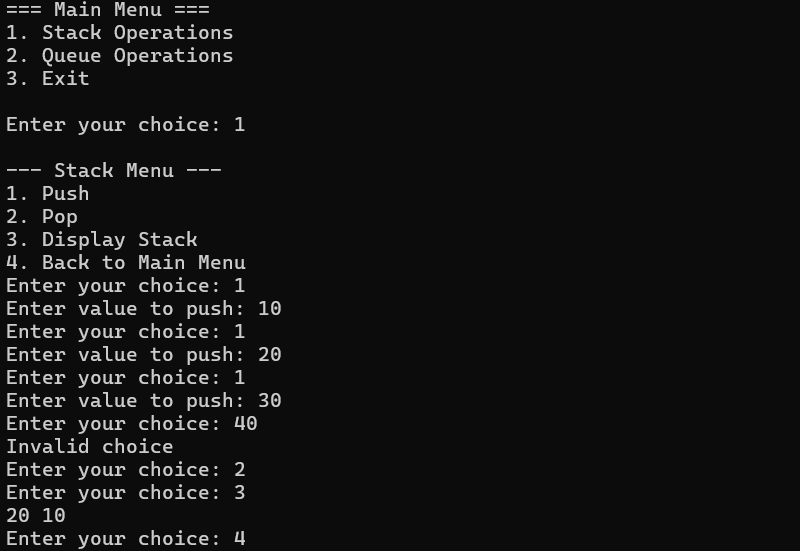 === Main Menu ===
1. Stack Operations
2. Queue Operations
3. Exit
Enter your choice: 1
--- Stack Menu ---
1. Push
2. Pop
3. Display Stack
4. Back to Main Menu
Enter your choice: 1
Enter value to push: 10
Enter your choice: 1
Enter value to push: 20
Enter your choice: 1
Enter value to push: 30
Enter your choice: 40
Invalid choice
Enter your choice: 2
Enter your choice: 3
20 10
Enter your choice: 4